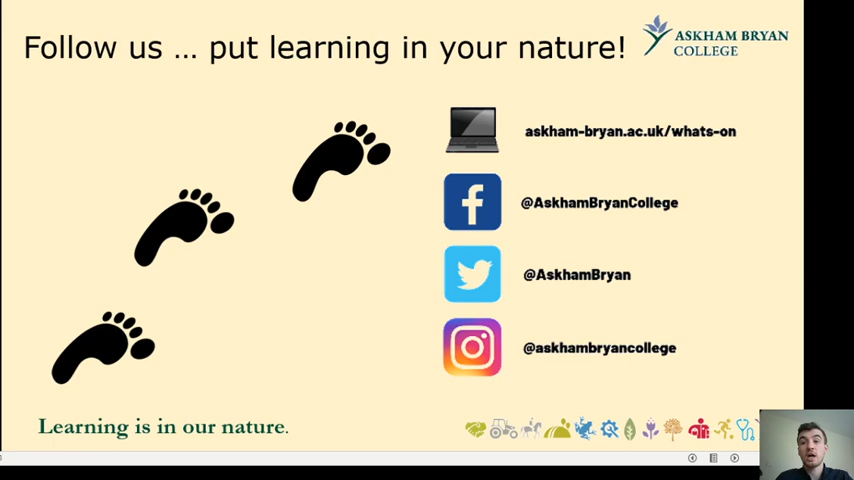 Follow us ... put learning in your nature!
ASKHAM BRYAN
COLLEGE
askham-bryan.ac.uk/whats-on
@AskhamBryanCollege
@AskhamBryan
@askhambryancollege
Learning is in our nature.